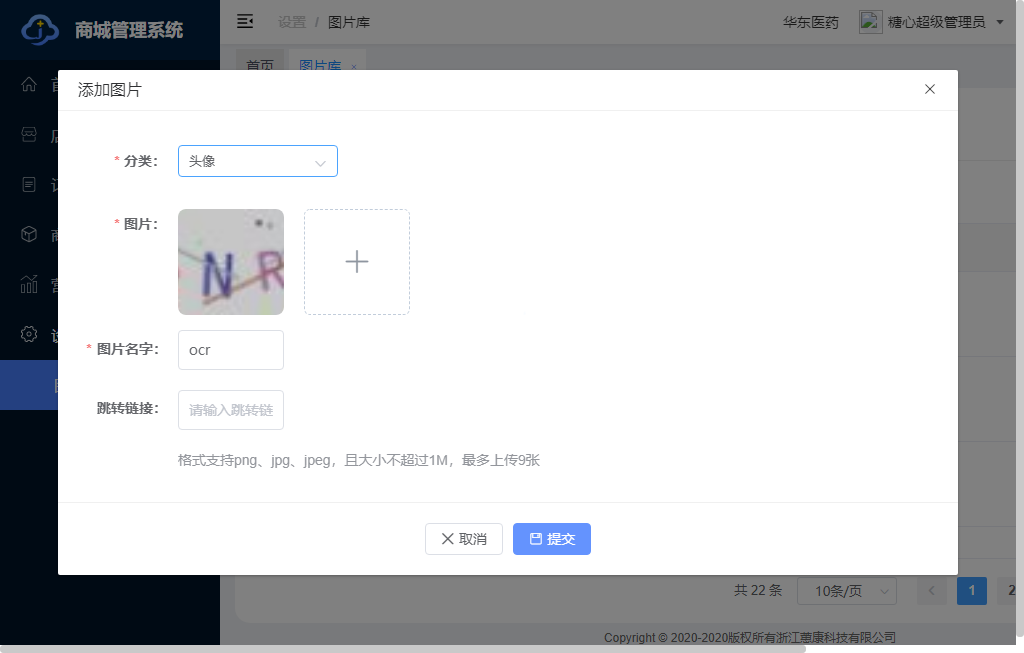 商城管理系统
设置 / 图片库
华东医药
糖心超级管理员
首页
图片库 ×
添加图片
* 分类：
头像
* 图片：
N R
* 图片名字：
ocr
跳转链接：
请输入跳转链
格式支持png、jpg、jpeg，且大小不超过1M，最多上传9张
取消
提交
共 22 条
10条/页
1
2
Copyright © 2020-2020版权所有浙江蕙康科技有限公司